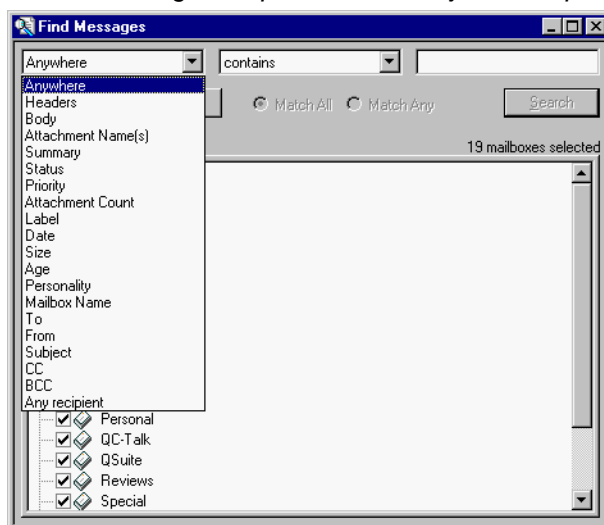 Find Messages
Anywhere contains
Anywhere
Headers
Body
Attachment Name(s)
Summary
Status
Priority
Attachment Count
Label
Date
Size
Age
Personality
Mailbox Name
To
From
Subject
CC
BCC
Any recipient
Match All Match Any Search
19 mailboxes selected
Personal
QC-Talk
QSuite
Reviews
Special